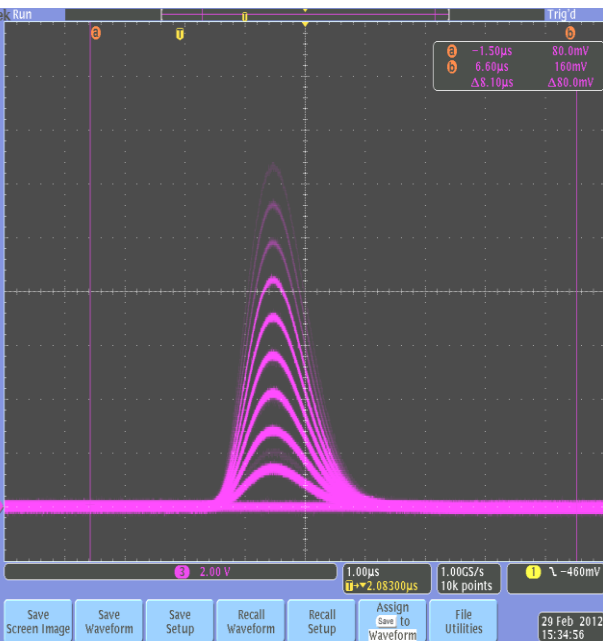 Run
Trig'd
a
T
b
T
a -1.50µs 80.0mV
b 6.60µs 160mV
Δ8.10µs Δ80.0mV
3 2.00 V
1.00µs
T→▼2.08300µs
1.00GS/s
10k points
1 -460mV
Save
Screen Image
Save
Waveform
Save
Setup
Recall
Waveform
Recall
Setup
Assign
Save to
Waveform
File
Utilities
29 Feb 2012
15:34:56